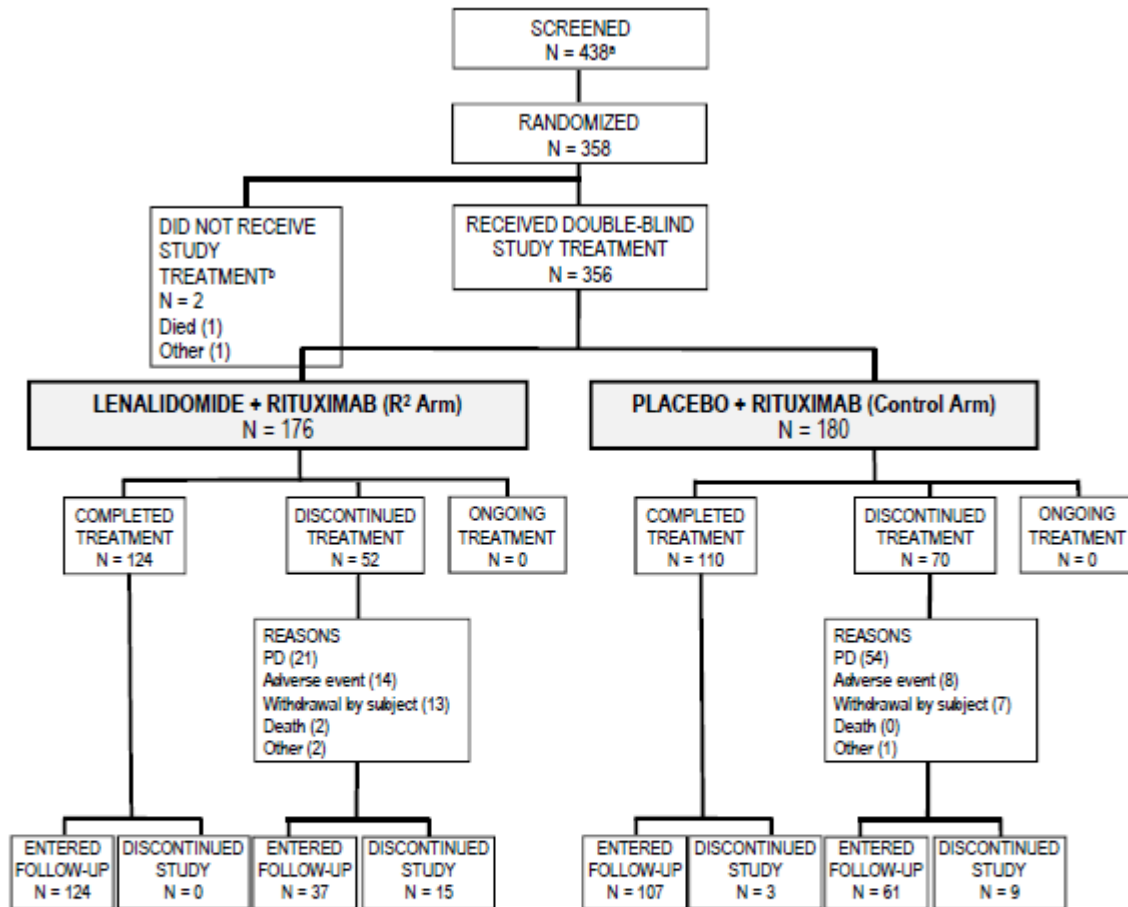 SCREENED
N = 438ª
RANDOMIZED
N = 358
DID NOT RECEIVE
STUDY
TREATMENTᵇ
N = 2
Died (1)
Other (1)
RECEIVED DOUBLE-BLIND
STUDY TREATMENT
N = 356
LENALIDOMIDE + RITUXIMAB (R² Arm)
N = 176
PLACEBO + RITUXIMAB (Control Arm)
N = 180
COMPLETED
TREATMENT
N = 124
DISCONTINUED
TREATMENT
N = 52
ONGOING
TREATMENT
N = 0
COMPLETED
TREATMENT
N = 110
DISCONTINUED
TREATMENT
N = 70
ONGOING
TREATMENT
N = 0
REASONS
PD (21)
Adverse event (14)
Withdrawal by subject (13)
Death (2)
Other (2)
REASONS
PD (54)
Adverse event (8)
Withdrawal by subject (7)
Death (0)
Other (1)
ENTERED
FOLLOW-UP
N = 124
DISCONTINUED
STUDY
N = 0
ENTERED
FOLLOW-UP
N = 37
DISCONTINUED
STUDY
N = 15
ENTERED
FOLLOW-UP
N = 107
DISCONTINUED
STUDY
N = 3
ENTERED
FOLLOW-UP
N = 61
DISCONTINUED
STUDY
N = 9